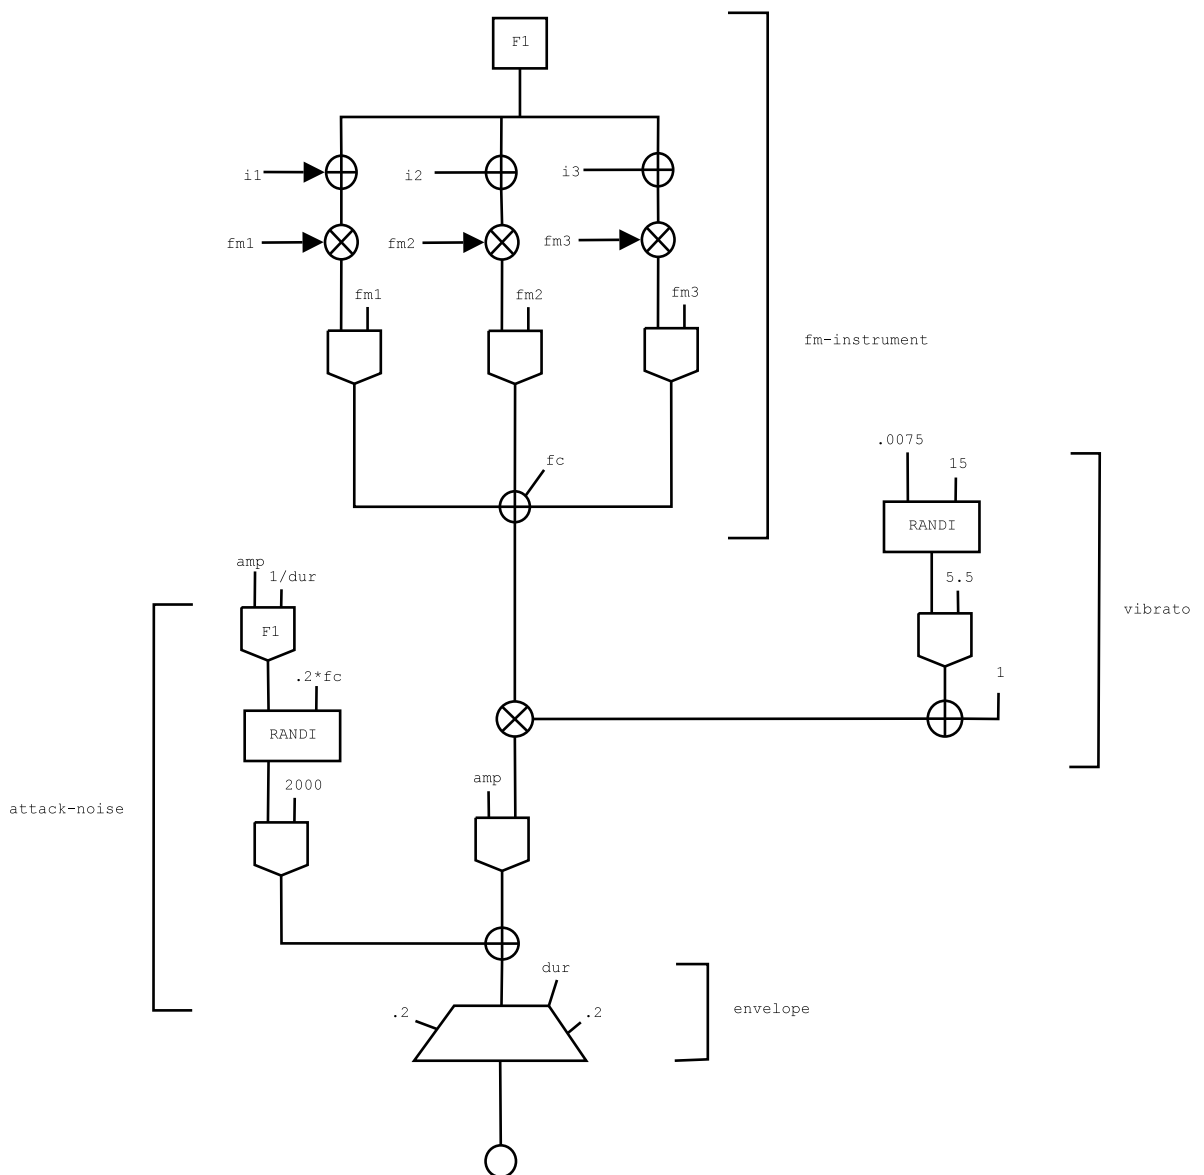 F1
i1
i2
i3
fm1
fm2
fm3
fm1
fm2
fm3
fm-instrument
fc
.0075
15
RANDI
5.5
vibrato
1
amp
1/dur
F1
.2*fc
RANDI
2000
attack-noise
amp
dur
.2
.2
envelope